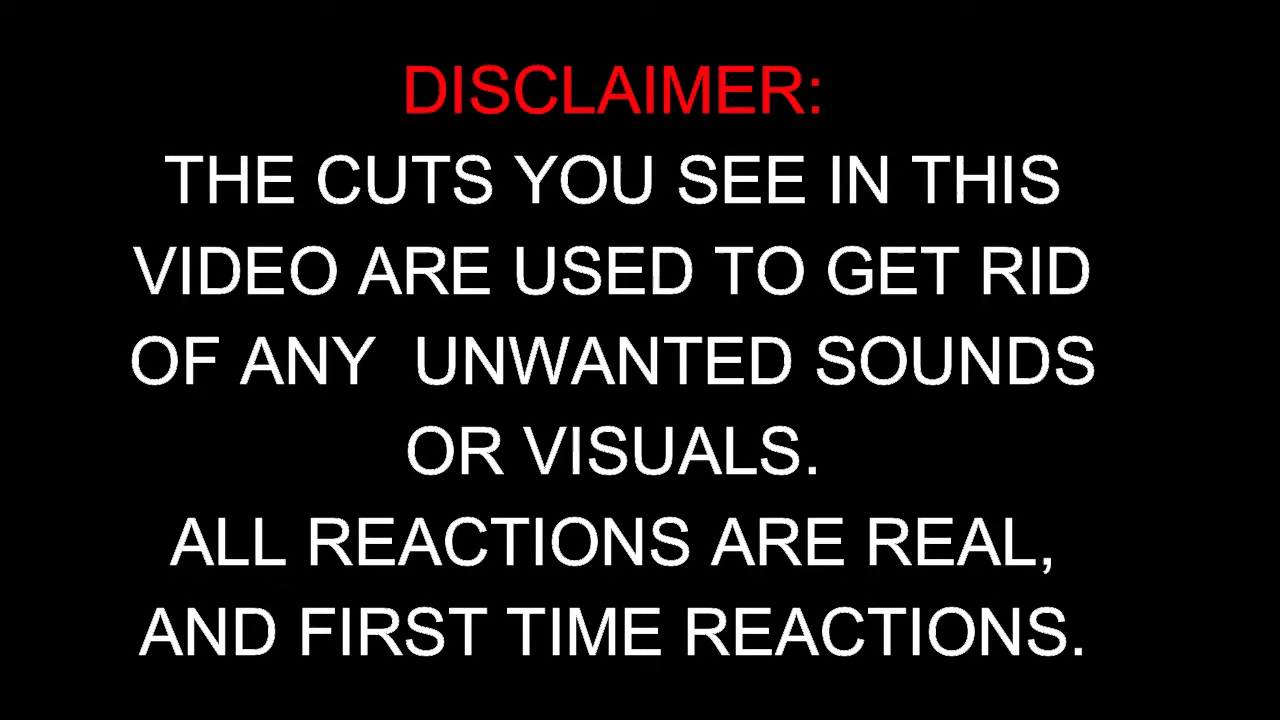 DISCLAIMER:
THE CUTS YOU SEE IN THIS
VIDEO ARE USED TO GET RID
OF ANY  UNWANTED SOUNDS
OR VISUALS.
ALL REACTIONS ARE REAL,
AND FIRST TIME REACTIONS.